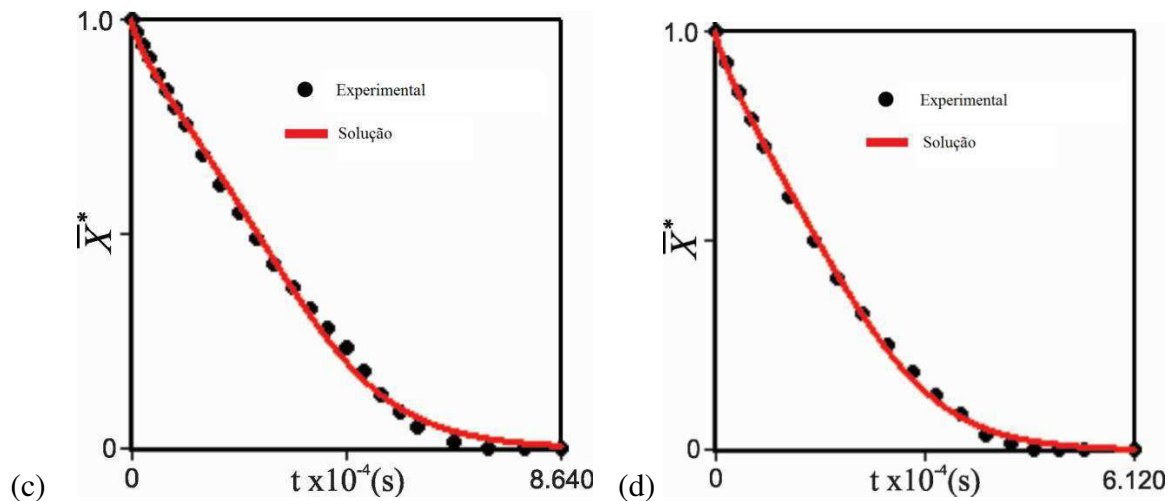 1.0
Experimental
Solução
X̄*
0
0
t x10⁻⁴(s)
8.640
(c)
1.0
Experimental
Solução
X̄*
0
0
t x10⁻⁴(s)
6.120
(d)